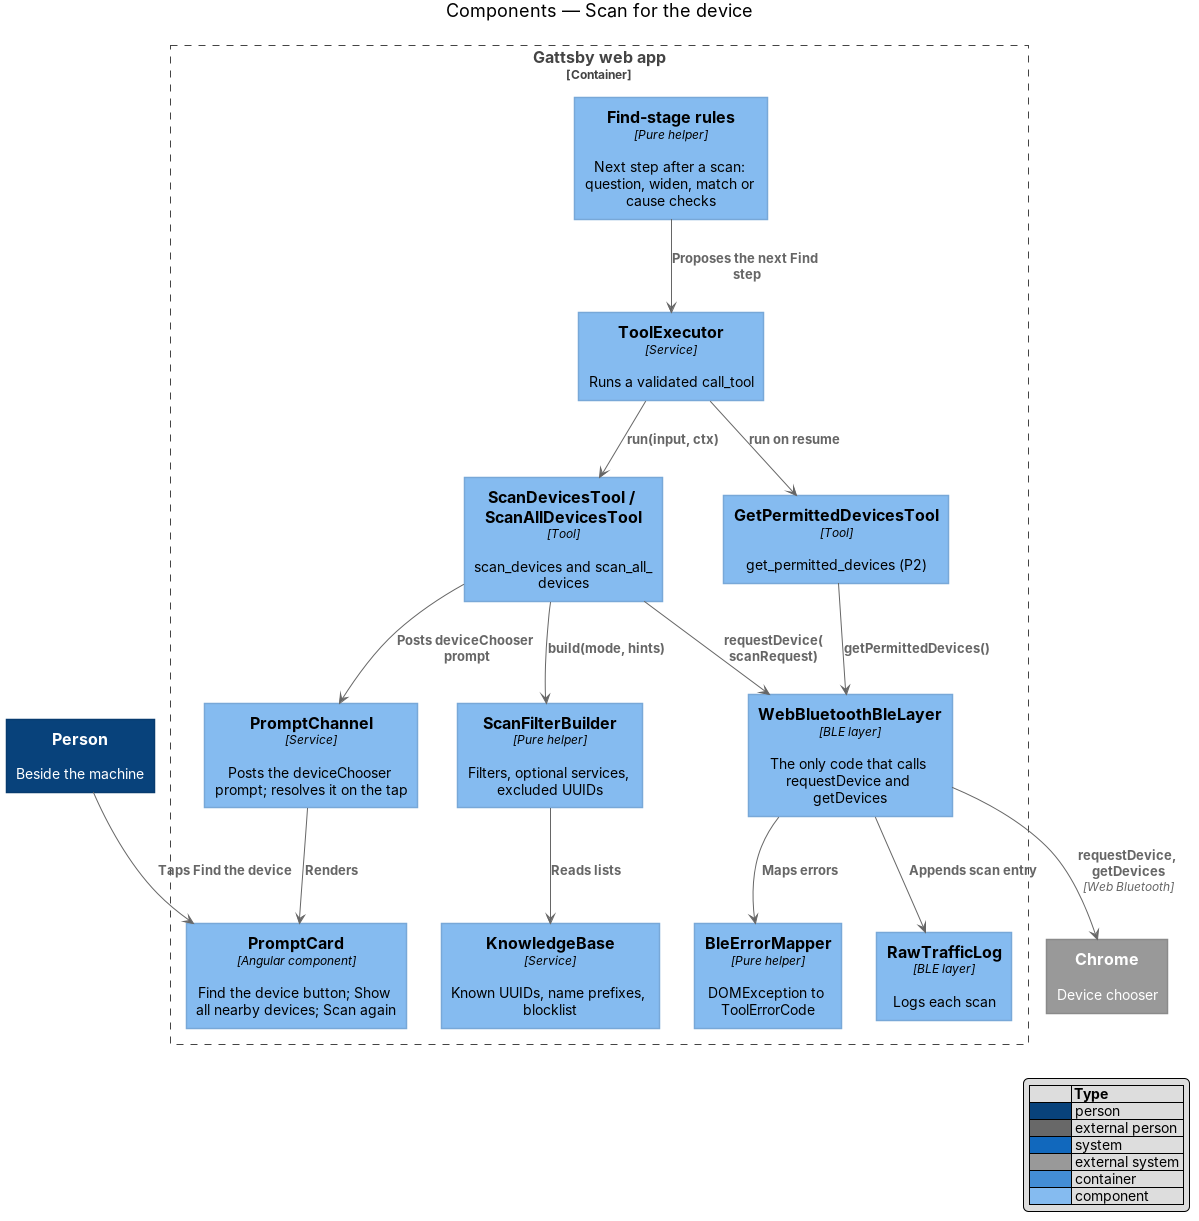 Components — Scan for the device
Gattsby web app
[Container]
Find-stage rules
[Pure helper]
Next step after a scan:
question, widen, match or
cause checks
Proposes the next Find
step
ToolExecutor
[Service]
Runs a validated call_tool
run(input, ctx)
run on resume
ScanDevicesTool /
ScanAllDevicesTool
[Tool]
scan_devices and scan_all_
devices
GetPermittedDevicesTool
[Tool]
get_permitted_devices (P2)
Posts deviceChooser
prompt
build(mode, hints)
requestDevice(
scanRequest)
getPermittedDevices()
Person
Beside the machine
PromptChannel
[Service]
Posts the deviceChooser
prompt; resolves it on the tap
ScanFilterBuilder
[Pure helper]
Filters, optional services,
excluded UUIDs
WebBluetoothBleLayer
[BLE layer]
The only code that calls
requestDevice and
getDevices
Taps Find the device
Renders
Reads lists
Maps errors
Appends scan entry
requestDevice,
getDevices
[Web Bluetooth]
PromptCard
[Angular component]
Find the device button; Show
all nearby devices; Scan again
KnowledgeBase
[Service]
Known UUIDs, name prefixes,
blocklist
BleErrorMapper
[Pure helper]
DOMException to
ToolErrorCode
RawTrafficLog
[BLE layer]
Logs each scan
Chrome
Device chooser
Type
person
external person
system
external system
container
component